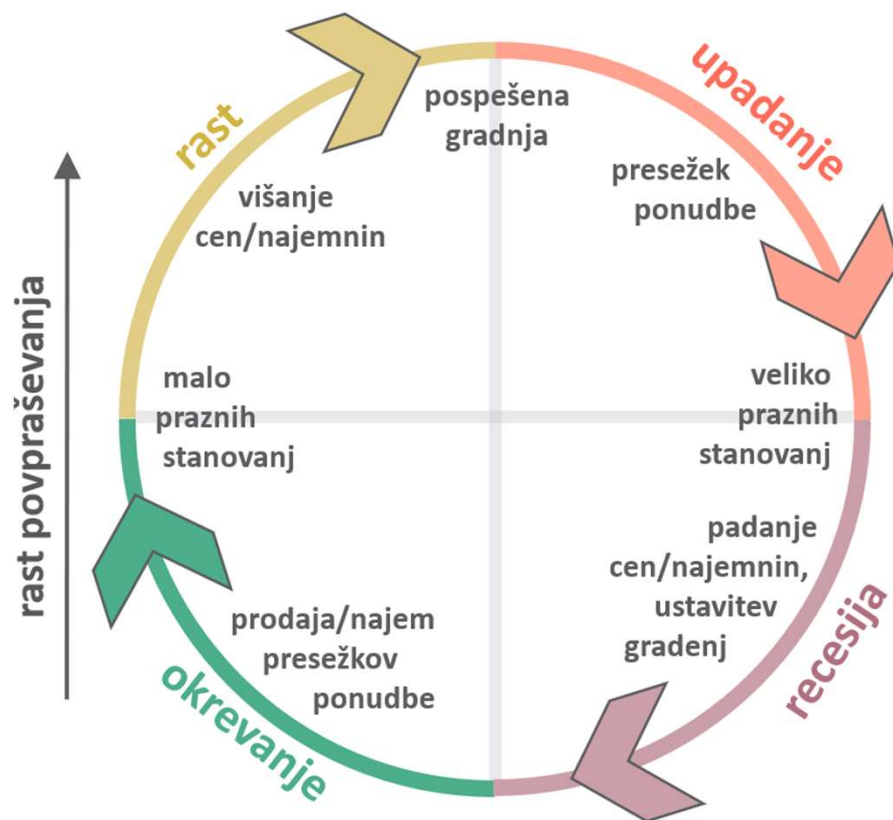 rast
upadanje
pospešena
gradnja
presežek
ponudbe
višanje
cen/najemnin
rast povpraševanja
malo
praznih
stanovanj
veliko
praznih
stanovanj
padanje
cen/najemnin,
ustavitev
gradenj
recesija
prodaja/najem
presežkov
ponudbe
okrevanje